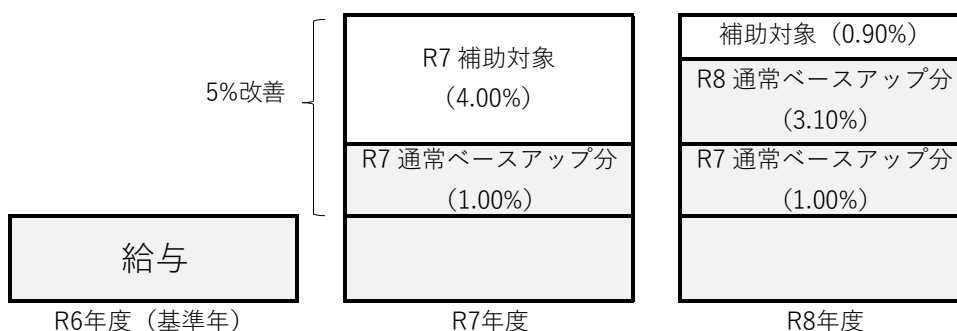 5%改善
給与
R6年度（基準年）
R7 補助対象
（4.00%）
R7 通常ベースアップ分
（1.00%）
R7年度
補助対象（0.90%）
R8 通常ベースアップ分
（3.10%）
R7 通常ベースアップ分
（1.00%）
R8年度